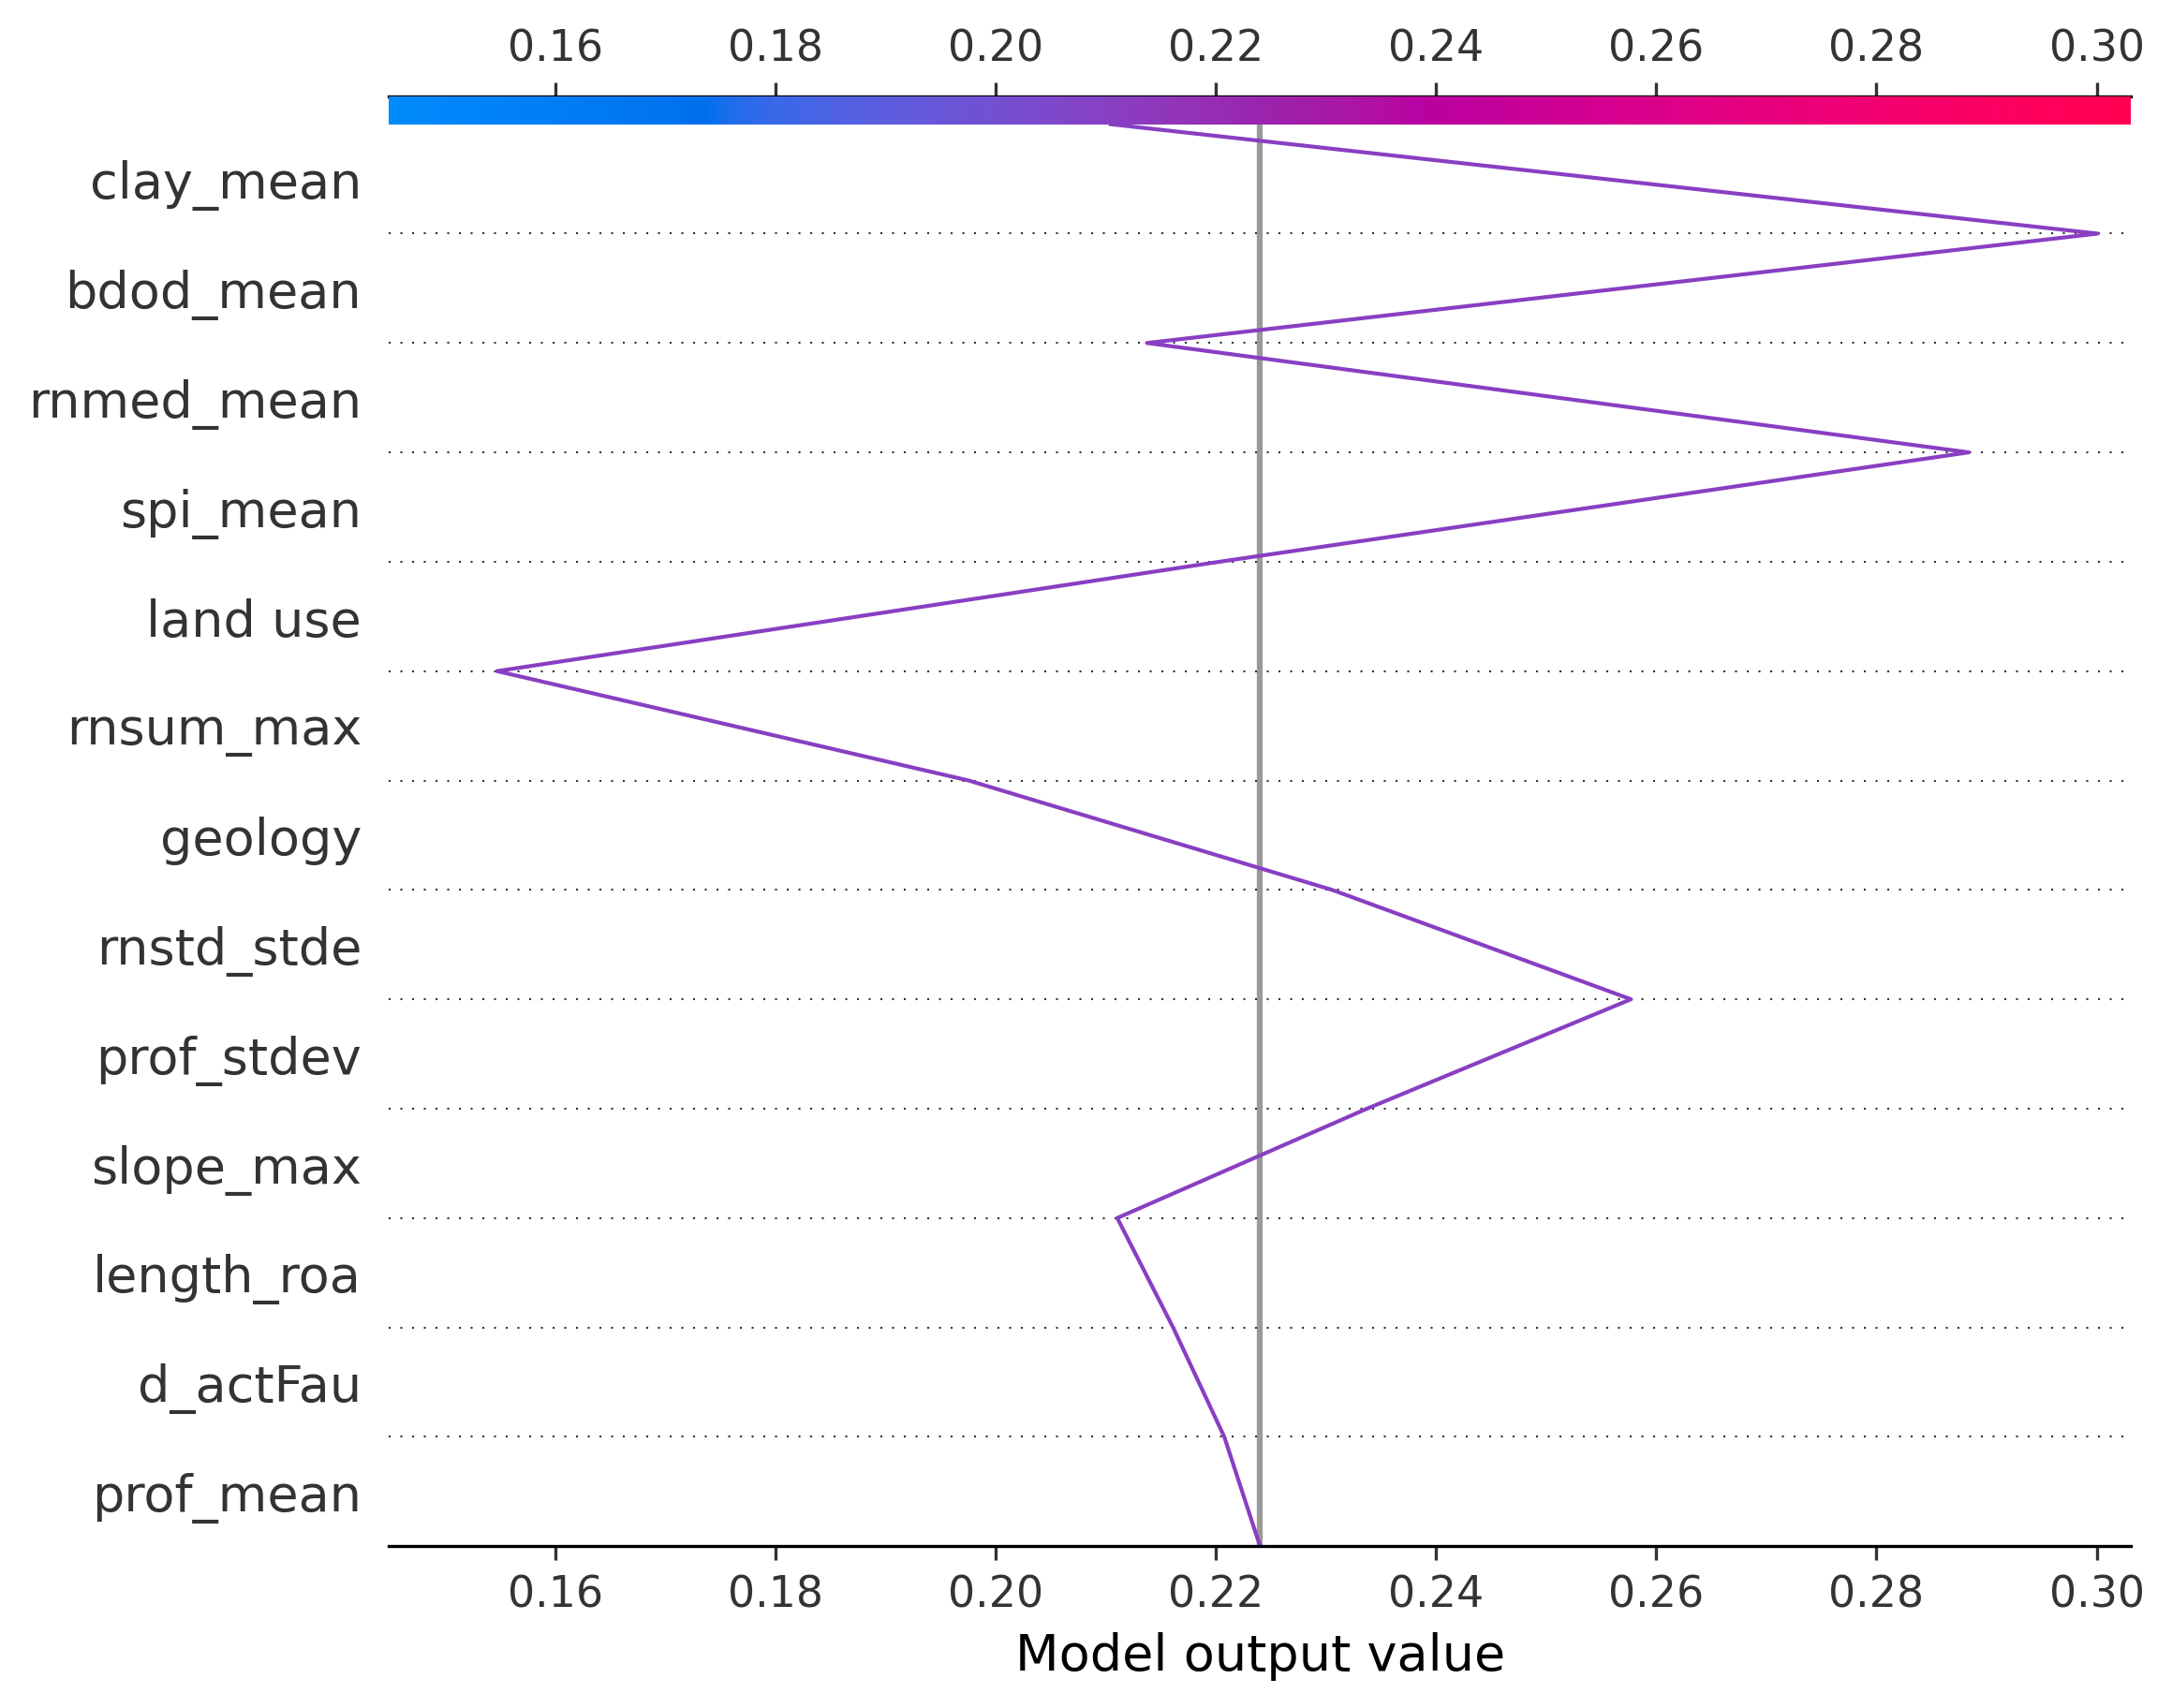 0.16 0.18 0.20 0.22 0.24 0.26 0.28 0.30
clay_mean
bdod_mean
rnmed_mean
spi_mean
land use
rnsum_max
geology
rnstd_stde
prof_stdev
slope_max
length_roa
d_actFau
prof_mean
0.16 0.18 0.20 0.22 0.24 0.26 0.28 0.30
Model output value